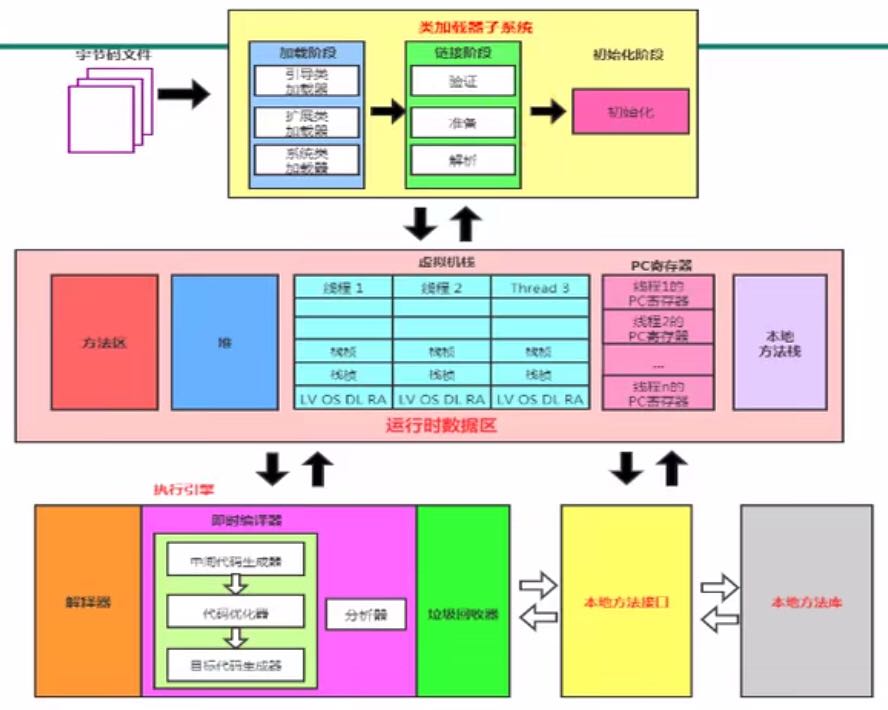 类加载器子系统
字节码文件
加载阶段
链接阶段
初始化阶段
引导类
加载器
验证
扩展类
加载器
准备
初始化
系统类
加载器
解析
虚拟机栈
PC寄存器
方法区
堆
线程 1
线程 2
Thread 3
栈帧
栈帧
栈帧
栈帧
栈帧
栈帧
LV OS DL RA
LV OS DL RA
LV OS DL RA
线程1的
PC寄存器
线程2的
PC寄存器
...
线程n的
PC寄存器
本地
方法栈
运行时数据区
执行引擎
解释器
即时编译器
中间代码生成器
代码优化器
目标代码生成器
分析器
垃圾回收器
本地方法接口
本地方法库